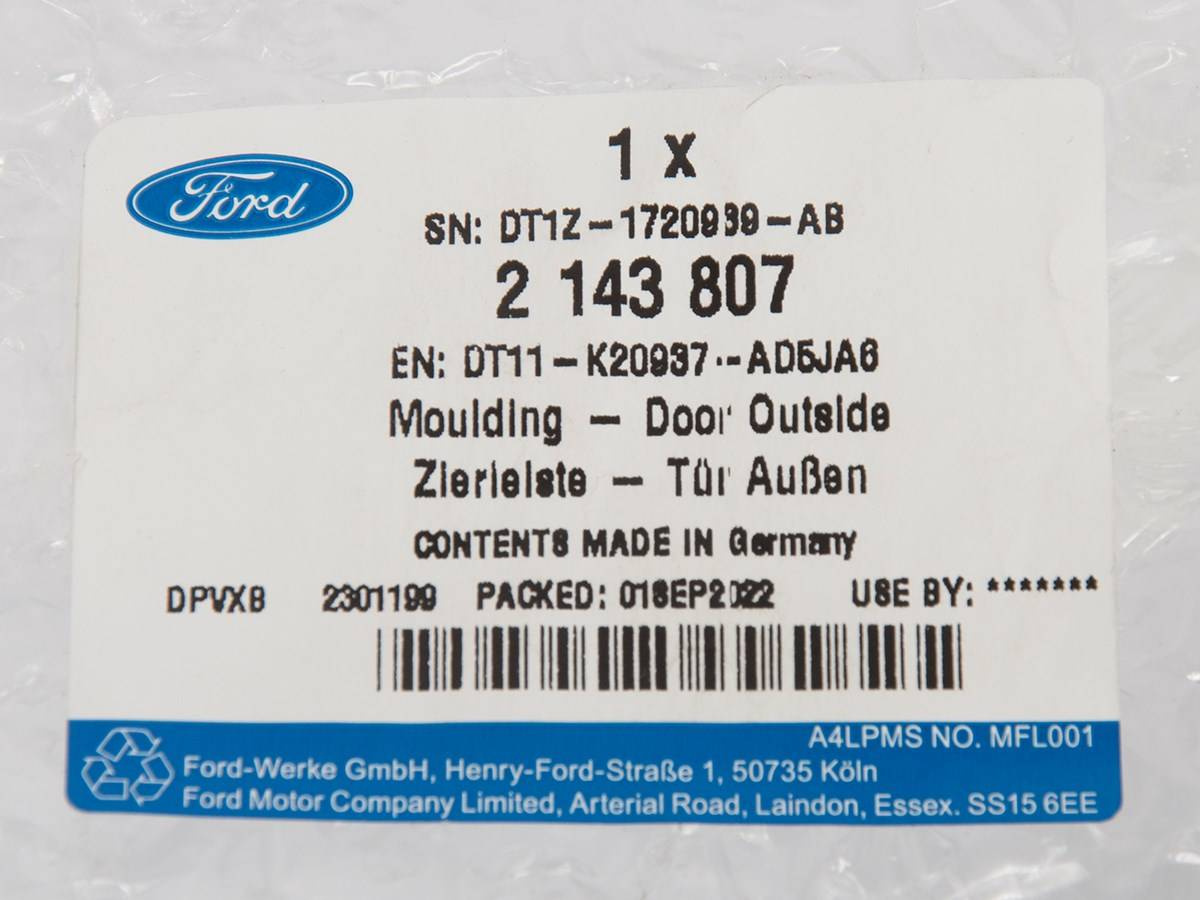 Ford
1 x
SN: DT1Z-1720939-AB
2 143 807
EN: DT11-K20937--AD5JA6
Moulding - Door Outside
Zierleiste - Tür Außen
CONTENTS MADE IN Germany
DPVXB 2301199 PACKED: 01SEP2022 USE BY: *******
A4LPMS NO. MFL001
Ford-Werke GmbH, Henry-Ford-Straße 1, 50735 Köln
Ford Motor Company Limited, Arterial Road, Laindon, Essex. SS15 6EE